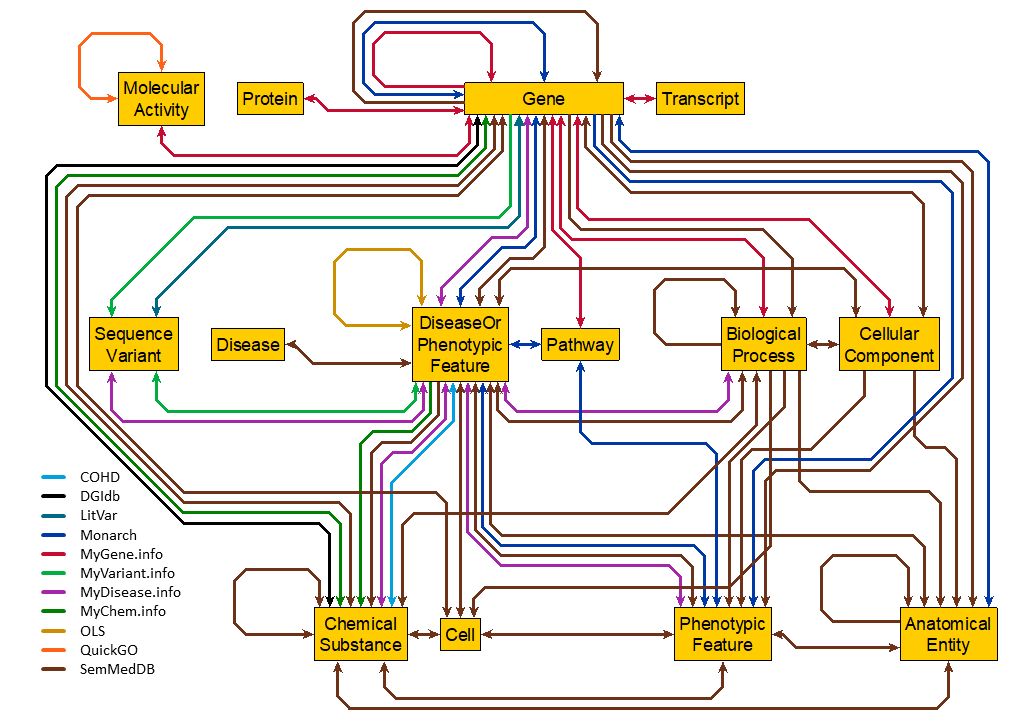 Molecular
Activity
Protein
Gene
Transcript
Sequence
Variant
Disease
DiseaseOr
Phenotypic
Feature
Pathway
Biological
Process
Cellular
Component
COHD
DGIdb
LitVar
Monarch
MyGene.info
MyVariant.info
MyDisease.info
MyChem.info
OLS
QuickGO
SemMedDB
Chemical
Substance
Cell
Phenotypic
Feature
Anatomical
Entity